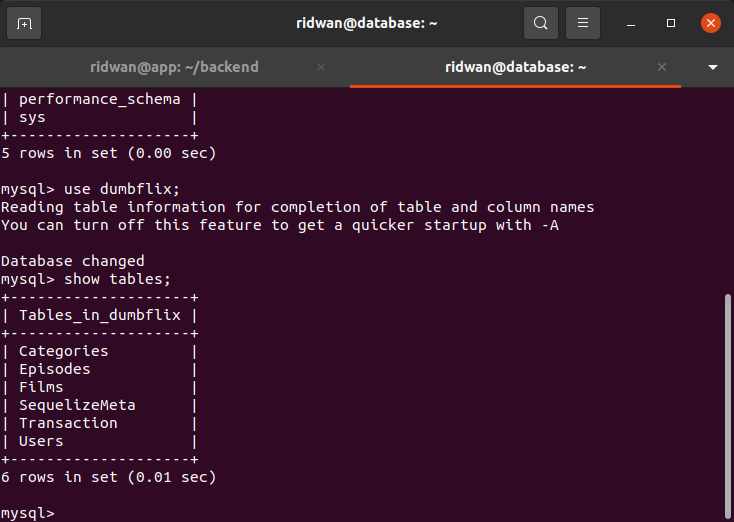 ridwan@database: ~
ridwan@app: ~/backend × ridwan@database: ~ ×
| performance_schema |
| sys                |
+--------------------+
5 rows in set (0.00 sec)

mysql> use dumbflix;
Reading table information for completion of table and column names
You can turn off this feature to get a quicker startup with -A

Database changed
mysql> show tables;
+--------------------+
| Tables_in_dumbflix |
+--------------------+
| Categories         |
| Episodes           |
| Films              |
| SequelizeMeta      |
| Transaction        |
| Users              |
+--------------------+
6 rows in set (0.01 sec)

mysql>